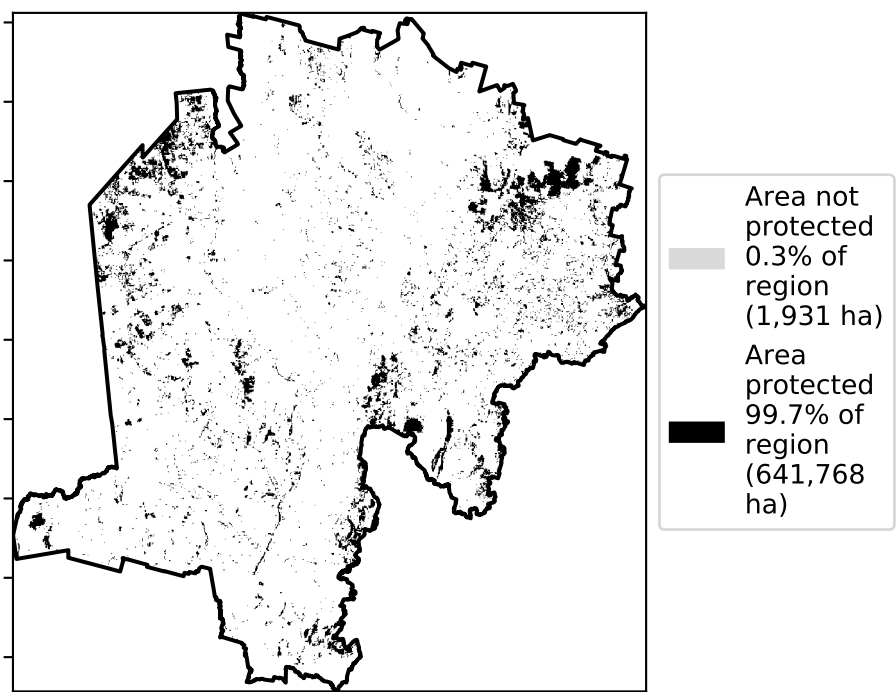 Area not
protected
0.3% of
region
(1,931 ha)
Area
protected
99.7% of
region
(641,768
ha)